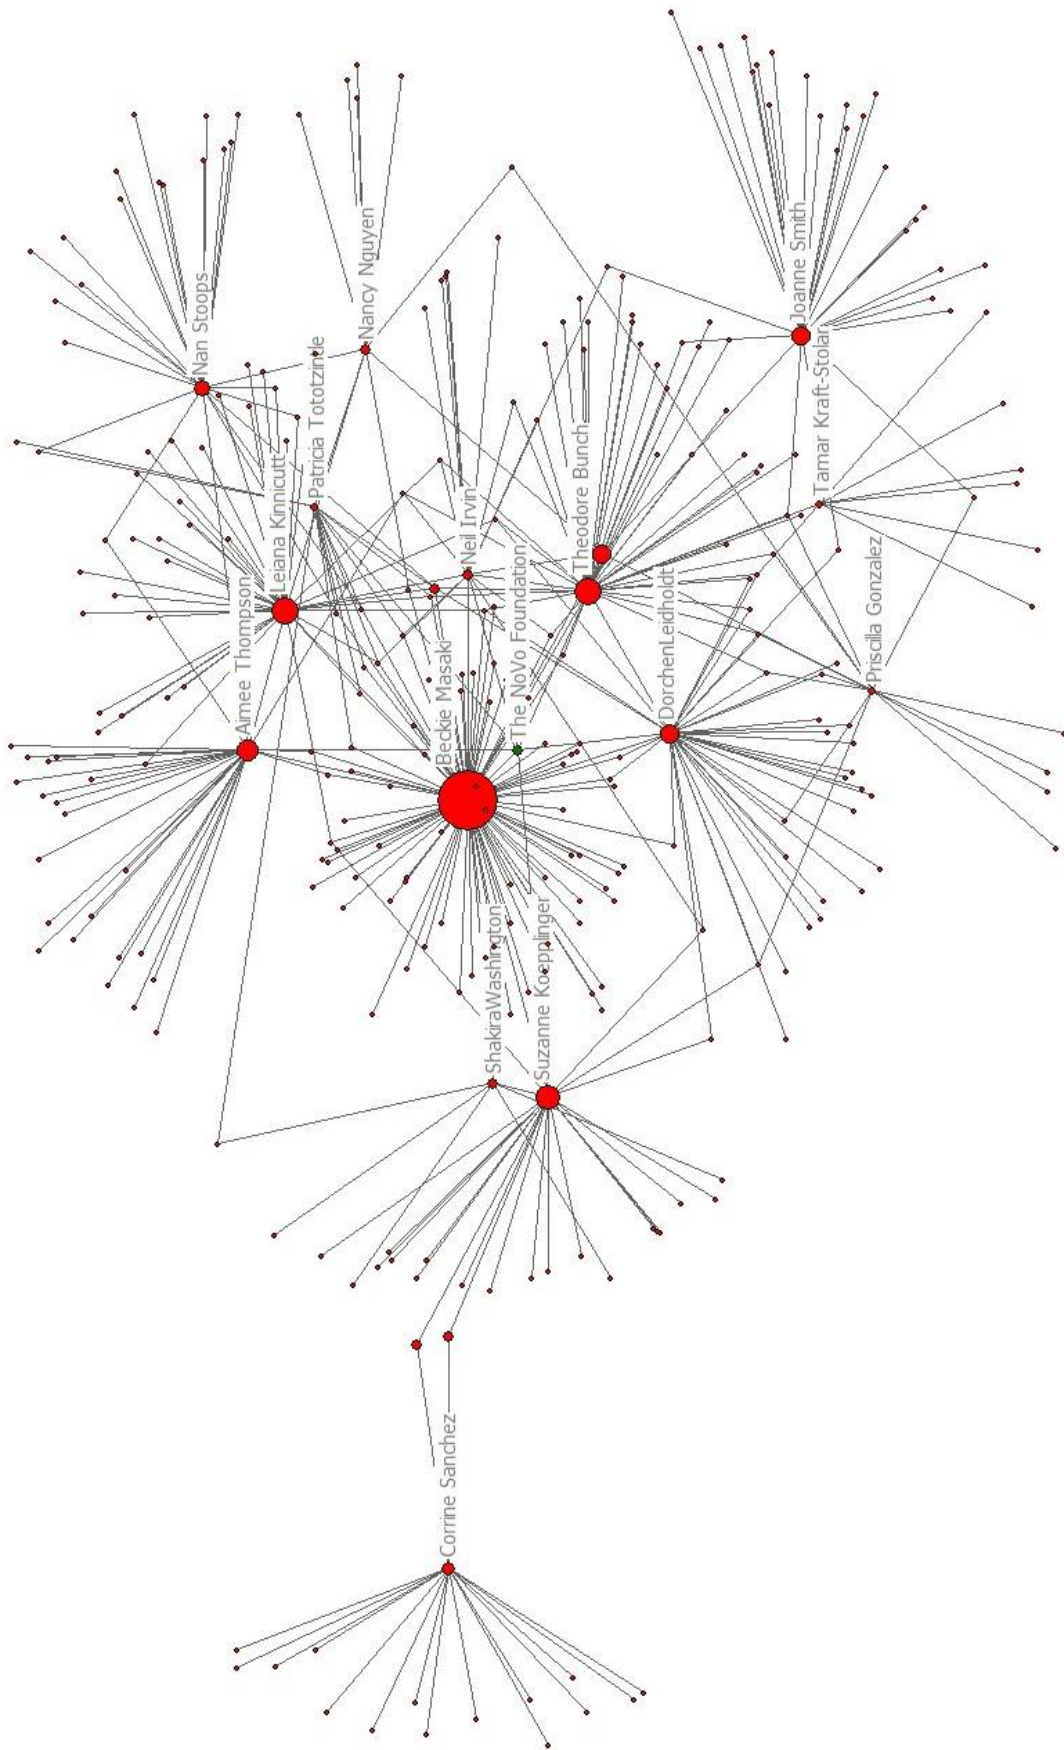 Corrine Sanchez
ShakiraWashington
Suzanne Koepplinger
Aimee Thompson
Beckie Masaki
The NoVo Foundation
DorchenLeidholdt
Priscilla Gonzalez
Leiana Kinnicutt
Patricia Tototzintle
Neil Irvin
Theodore Bunch
Tamar Kraft-Stolar
Nan Stoops
Nancy Nguyen
Joanne Smith